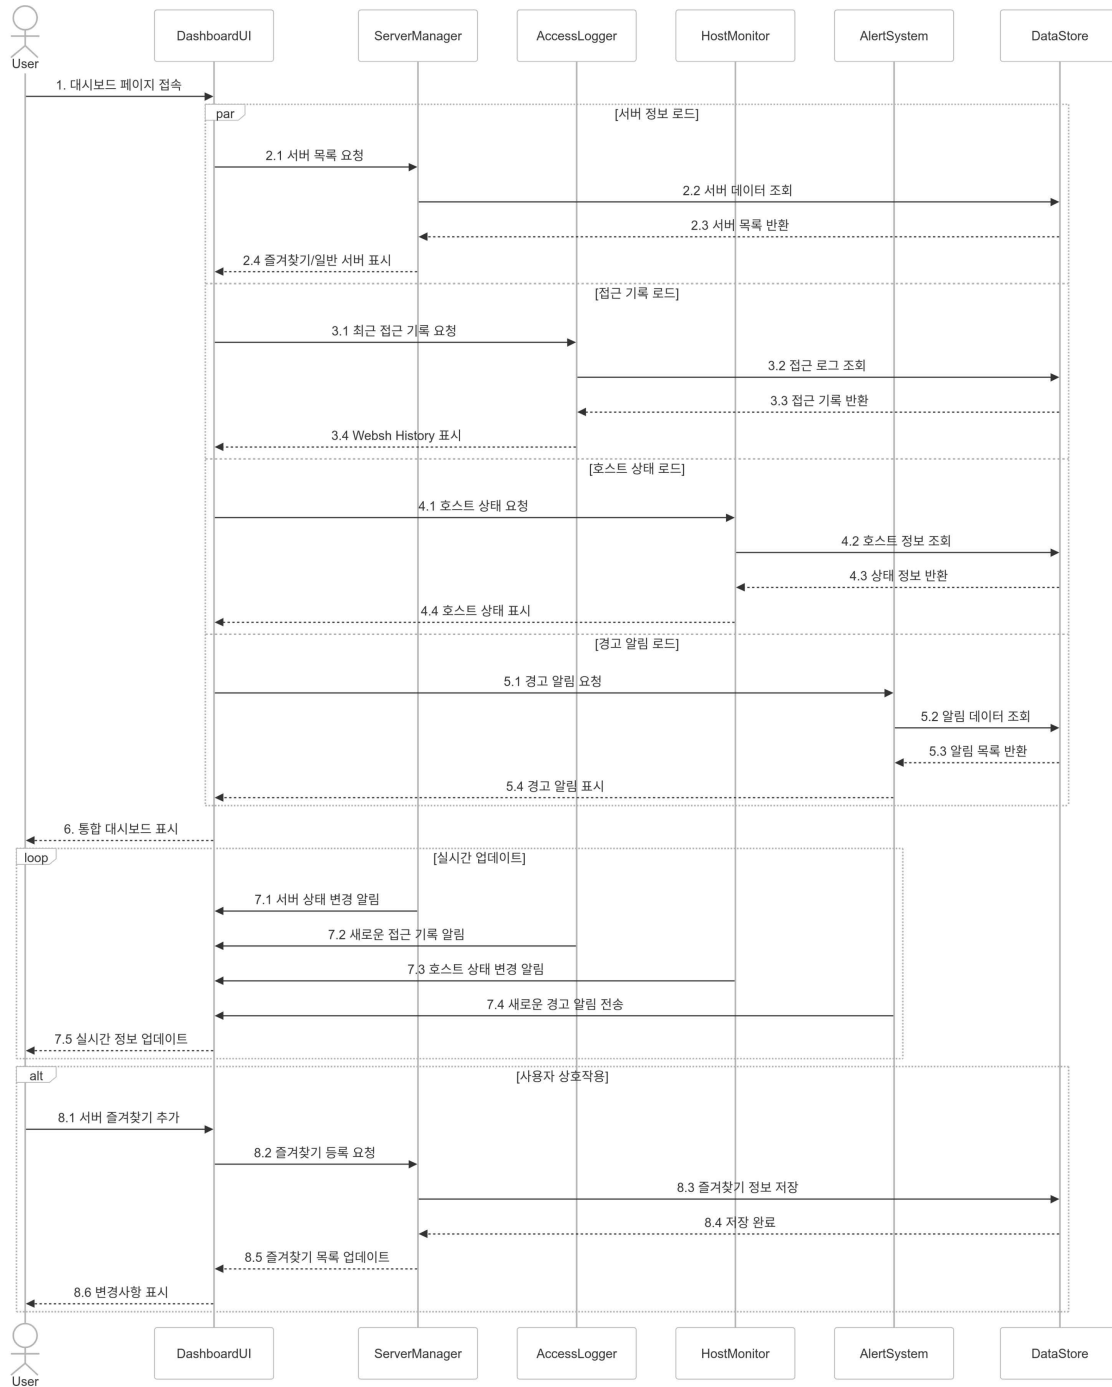 DashboardUI
ServerManager
AccessLogger
HostMonitor
AlertSystem
DataStore
User
1. 대시보드 페이지 접속
par
[서버 정보 로드]
2.1 서버 목록 요청
2.2 서버 데이터 조회
2.3 서버 목록 반환
2.4 즐겨찾기/일반 서버 표시
[접근 기록 로드]
3.1 최근 접근 기록 요청
3.2 접근 로그 조회
3.3 접근 기록 반환
3.4 Websh History 표시
[호스트 상태 로드]
4.1 호스트 상태 요청
4.2 호스트 정보 조회
4.3 상태 정보 반환
4.4 호스트 상태 표시
[경고 알림 로드]
5.1 경고 알림 요청
5.2 알림 데이터 조회
5.3 알림 목록 반환
5.4 경고 알림 표시
6. 통합 대시보드 표시
loop
[실시간 업데이트]
7.1 서버 상태 변경 알림
7.2 새로운 접근 기록 알림
7.3 호스트 상태 변경 알림
7.4 새로운 경고 알림 전송
7.5 실시간 정보 업데이트
alt
[사용자 상호작용]
8.1 서버 즐겨찾기 추가
8.2 즐겨찾기 등록 요청
8.3 즐겨찾기 정보 저장
8.4 저장 완료
8.5 즐겨찾기 목록 업데이트
8.6 변경사항 표시
DashboardUI
ServerManager
AccessLogger
HostMonitor
AlertSystem
DataStore
User